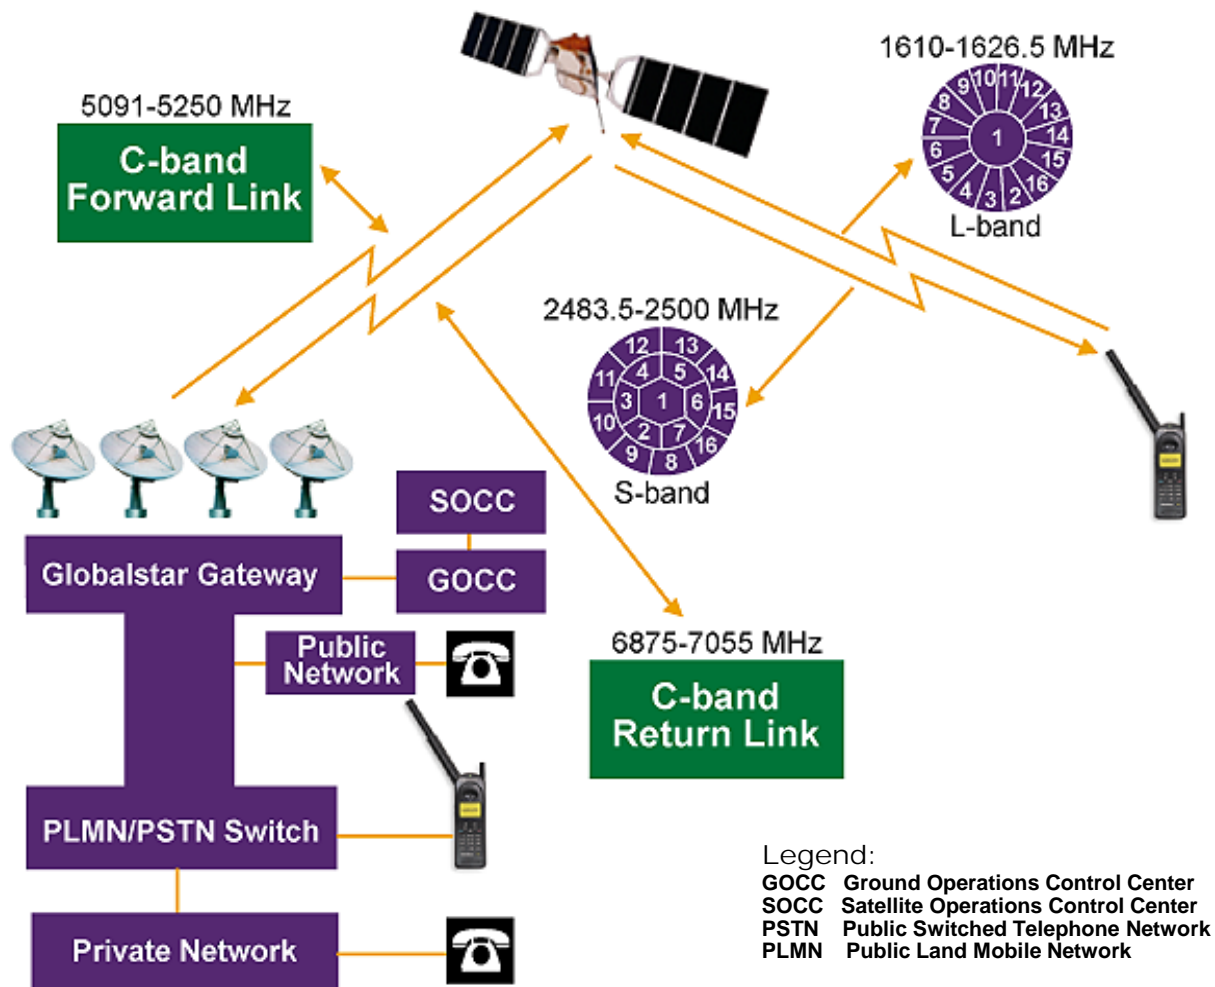 1610-1626.5 MHz
5091-5250 MHz
C-band
Forward Link
1
2
3
4
5
6
7
8
9
10
11
12
13
14
15
16
L-band
2483.5-2500 MHz
1
2
3
4
5
6
7
8
9
10
11
12
13
14
15
16
S-band
SOCC
Globalstar Gateway
GOCC
Public
Network
6875-7055 MHz
C-band
Return Link
PLMN/PSTN Switch
Private Network
Legend:
GOCC Ground Operations Control Center
SOCC Satellite Operations Control Center
PSTN Public Switched Telephone Network
PLMN Public Land Mobile Network